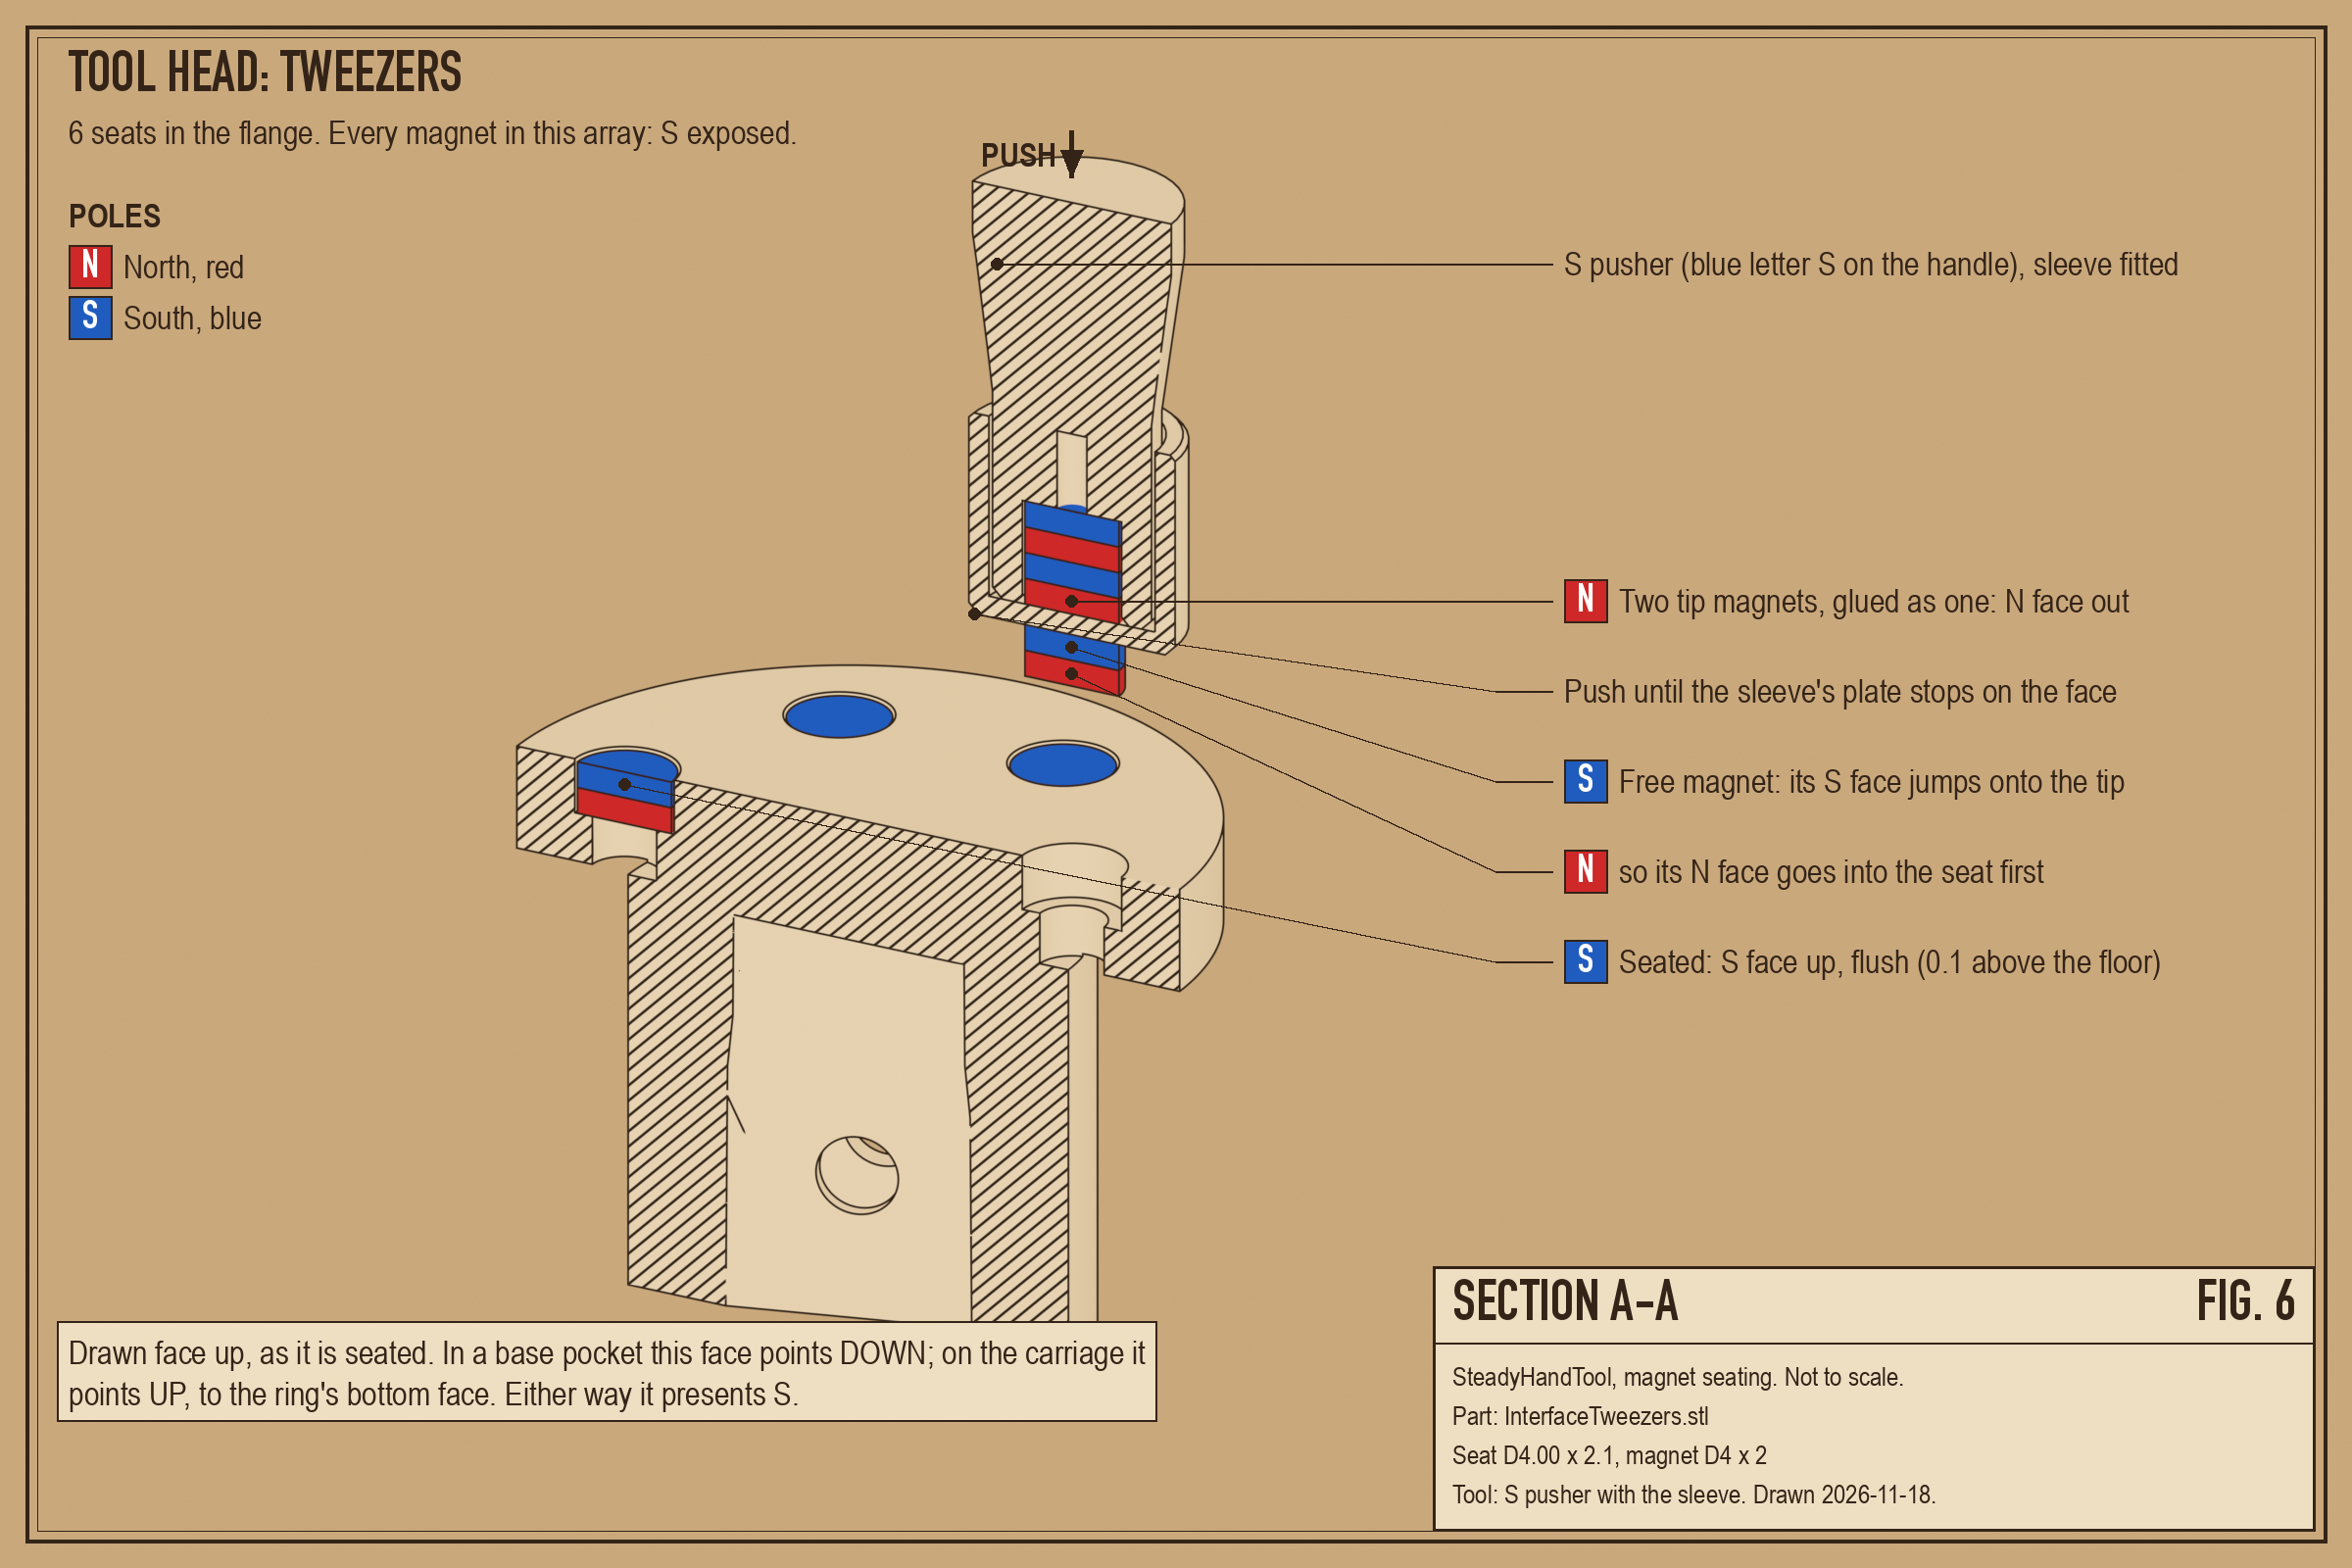 TOOL HEAD: TWEEZERS
6 seats in the flange. Every magnet in this array: S exposed.
POLES
N North, red
S South, blue
PUSH
S pusher (blue letter S on the handle), sleeve fitted
N Two tip magnets, glued as one: N face out
Push until the sleeve's plate stops on the face
S Free magnet: its S face jumps onto the tip
N so its N face goes into the seat first
S Seated: S face up, flush (0.1 above the floor)
Drawn face up, as it is seated. In a base pocket this face points DOWN; on the carriage it
points UP, to the ring's bottom face. Either way it presents S.
SECTION A-A FIG. 6
SteadyHandTool, magnet seating. Not to scale.
Part: InterfaceTweezers.stl
Seat D4.00 x 2.1, magnet D4 x 2
Tool: S pusher with the sleeve. Drawn 2026-11-18.